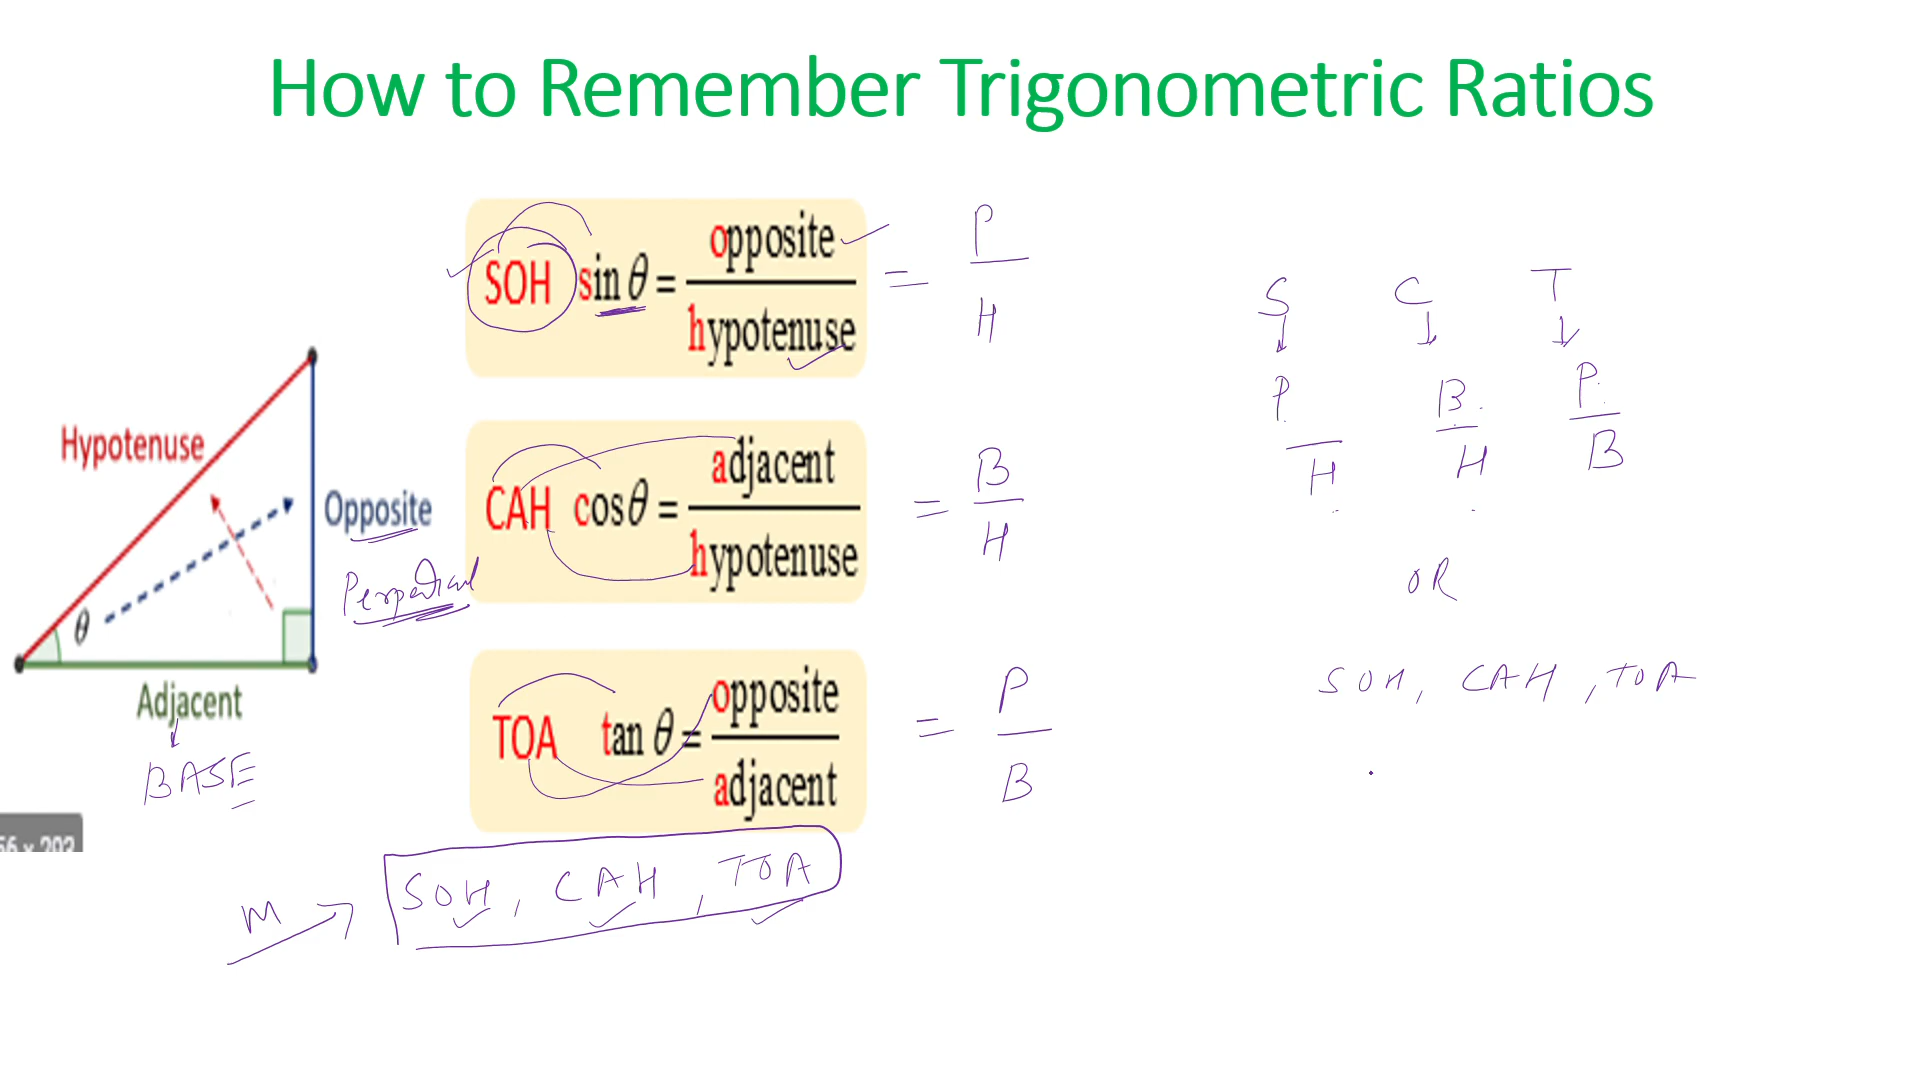 How to Remember Trigonometric Ratios
SOH sin θ = opposite / hypotenuse = P / H
CAH cos θ = adjacent / hypotenuse = B / H
TOA tan θ = opposite / adjacent = P / B
Hypotenuse
Opposite
θ
Adjacent
BASE
M → SOH, CAH, TOA
S C T
↓ ↓ ↓
P / H B / H P / B
OR
SOH, CAH, TOA